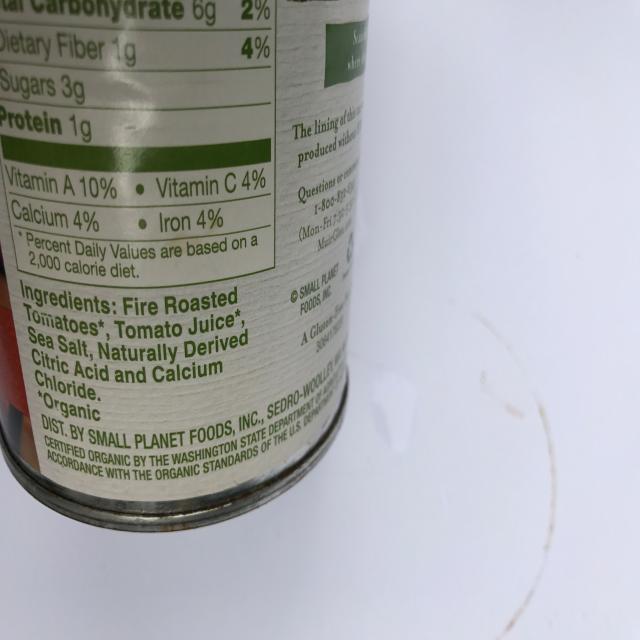 Carbohydrate 6g 2%
Dietary Fiber 1g 4%
Sugars 3g
Protein 1g
Vitamin A 10% • Vitamin C 4%
Calcium 4% • Iron 4%
* Percent Daily Values are based on a
2,000 calorie diet.
Ingredients: Fire Roasted
Tomatoes*, Tomato Juice*,
Sea Salt, Naturally Derived
Citric Acid and Calcium
Chloride.
*Organic
DIST. BY SMALL PLANET FOODS, INC., SEDRO-WOOLLEY,
CERTIFIED ORGANIC BY THE WASHINGTON STATE DEPARTMENT OF
ACCORDANCE WITH THE ORGANIC STANDARDS OF THE U.S.
The lining of
produced without
Questions or
1-800-
(Mon-Fri
© SMALL PLANET
FOODS, INC.